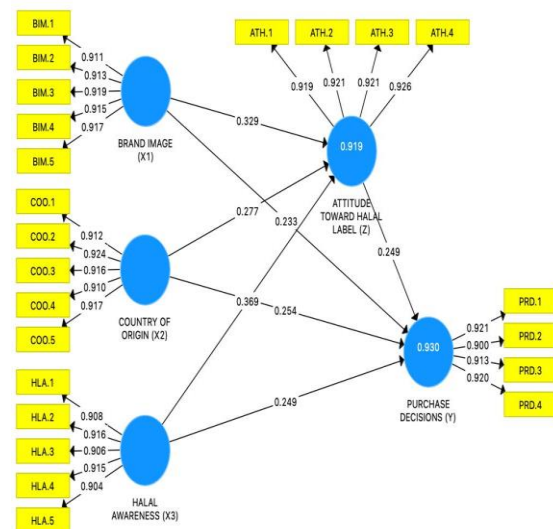 BIM.1
BIM.2
BIM.3
BIM.4
BIM.5
0.911
0.913
0.919
0.915
0.917
BRAND IMAGE
(X1)
ATH.1
ATH.2
ATH.3
ATH.4
0.919
0.921
0.921
0.926
0.919
ATTITUDE
TOWARD HALAL
LABEL (Z)
0.329
0.277
0.233
0.369
0.254
0.249
0.249
COO.1
COO.2
COO.3
COO.4
COO.5
0.912
0.924
0.916
0.910
0.917
COUNTRY OF
ORIGIN (X2)
PRD.1
PRD.2
PRD.3
PRD.4
0.921
0.900
0.913
0.920
0.930
PURCHASE
DECISIONS (Y)
HLA.1
HLA.2
HLA.3
HLA.4
HLA.5
0.908
0.916
0.906
0.915
0.904
HALAL
AWARENESS (X3)